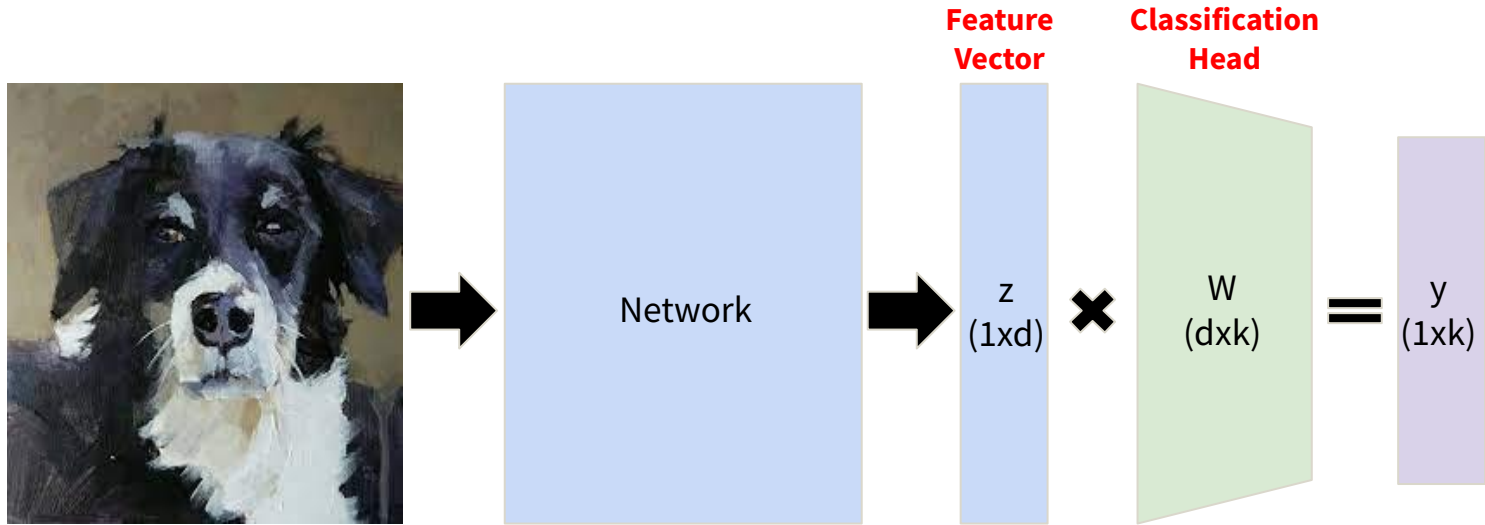 Feature
Vector
Classification
Head
Network
z
(1xd)
W
(dxk)
y
(1xk)